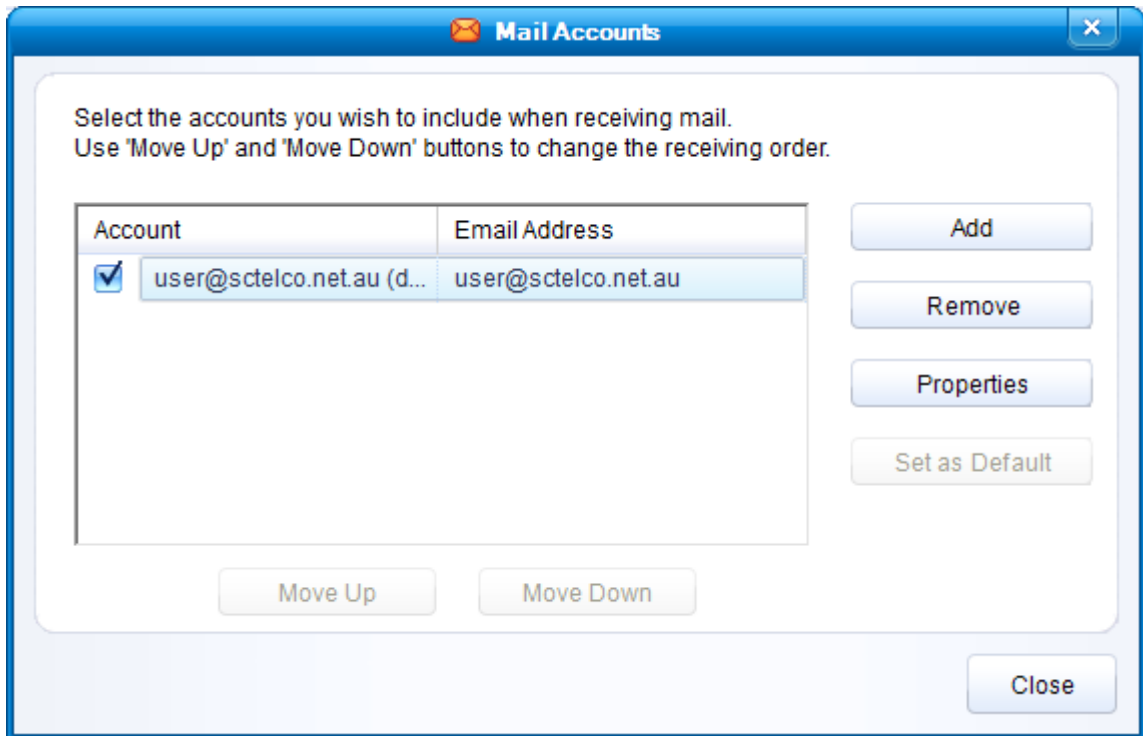 Mail Accounts
Select the accounts you wish to include when receiving mail.
Use 'Move Up' and 'Move Down' buttons to change the receiving order.
Account Email Address
user@sctelco.net.au (d... user@sctelco.net.au
Add
Remove
Properties
Set as Default
Move Up Move Down
Close